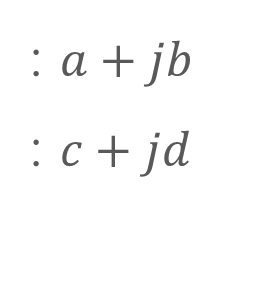 : a + jb
: c + jd